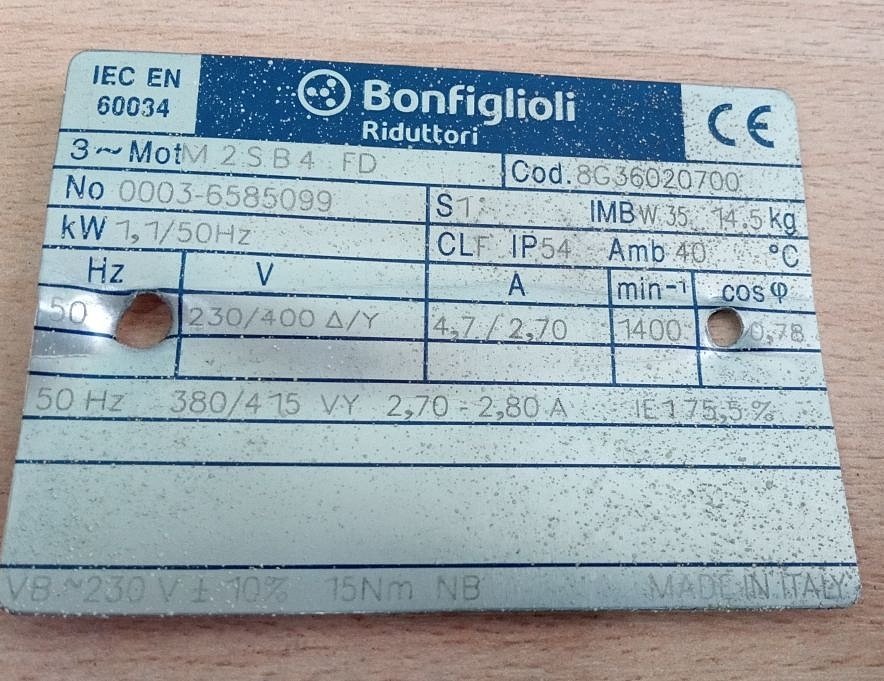 IEC EN
60034
Bonfiglioli
Riduttori
CE
3~ Mot M 2 S B 4 FD Cod. 8G36020700
No 0003-6585099 S1 IMB W.35 14.5 kg
kW 1,1/50Hz CLF IP54 Amb 40 °C
Hz V A min-1 cosφ
50 230/400 Δ/Y 4,7/2,70 1400 0,78
50 Hz 380/415 VY 2,70-2,80 A IE1 75,5%
VB ~230 V ± 10% 15Nm NB MADE IN ITALY